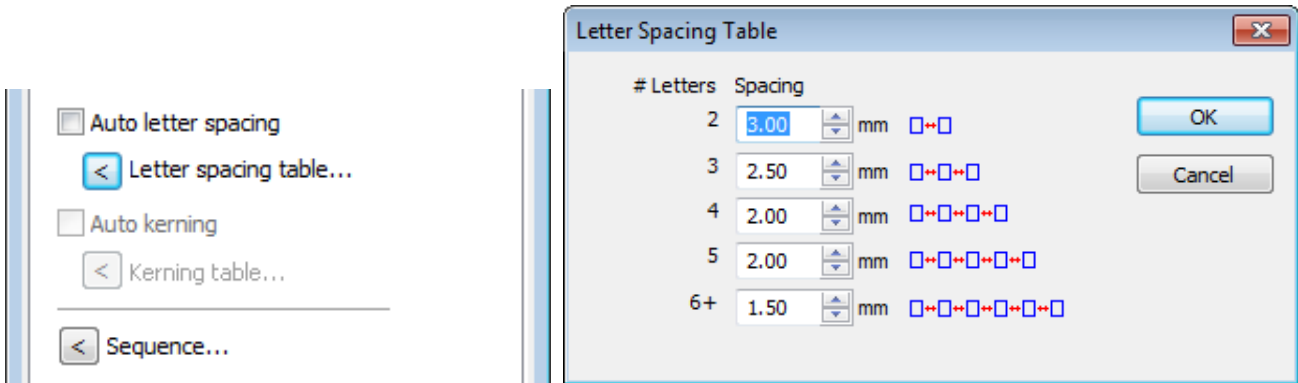 Auto letter spacing
< Letter spacing table...
Auto kerning
< Kerning table...
< Sequence...
Letter Spacing Table
# Letters Spacing
2 3.00 mm
3 2.50 mm
4 2.00 mm
5 2.00 mm
6+ 1.50 mm
OK
Cancel